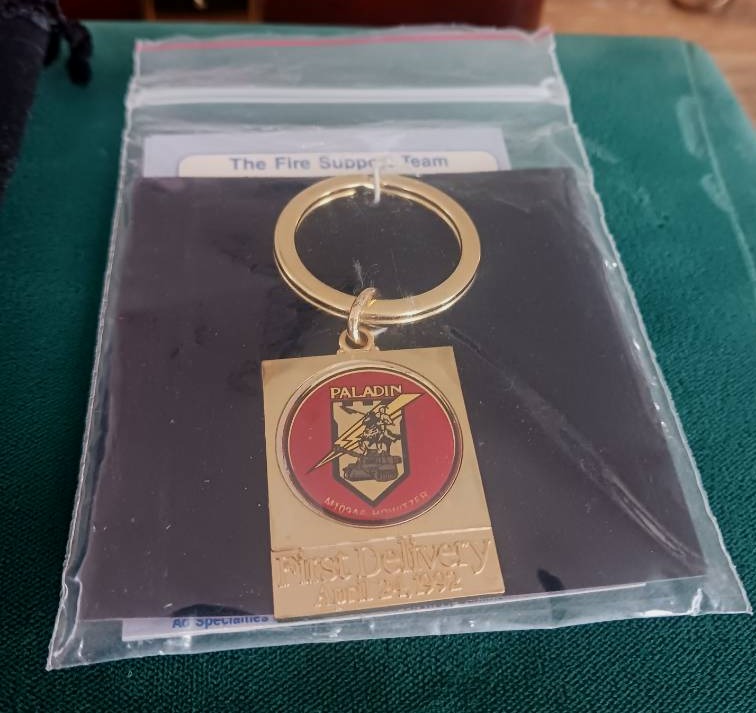 The Fire Support Team
PALADIN
M109A6 HOWITZER
First Delivery
April 24, 1992
Ad Specialties